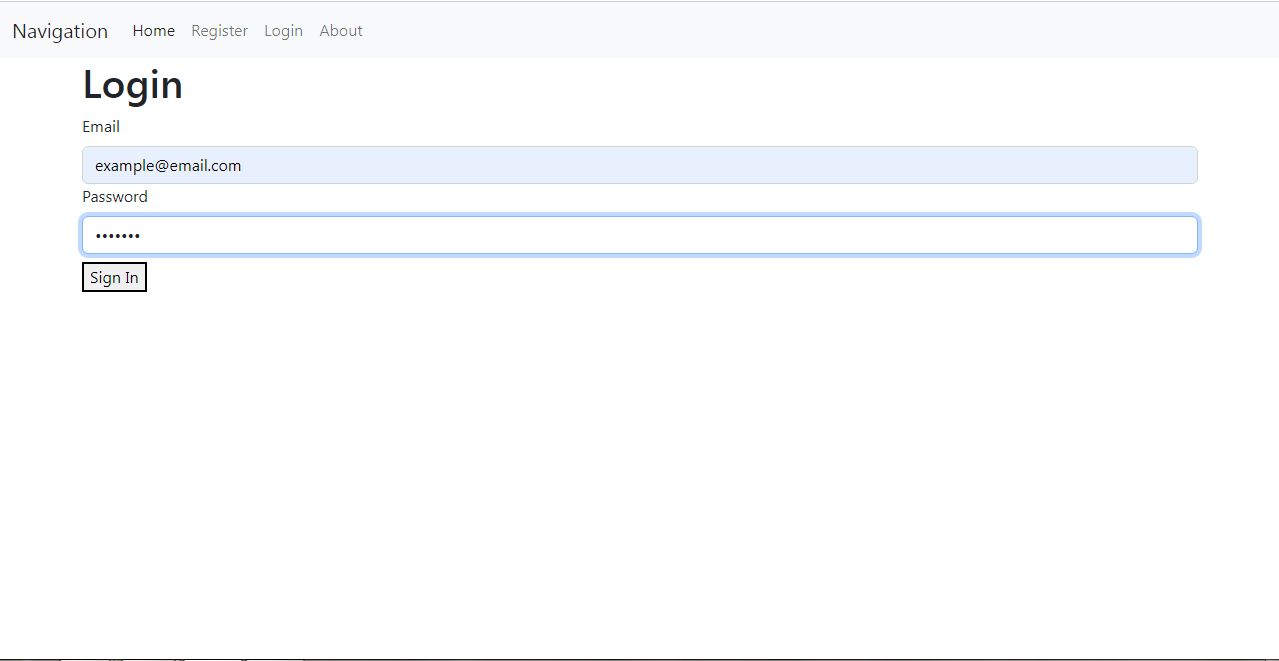 Navigation Home Register Login About
Login
Email
example@email.com
Password
•••••••
Sign In